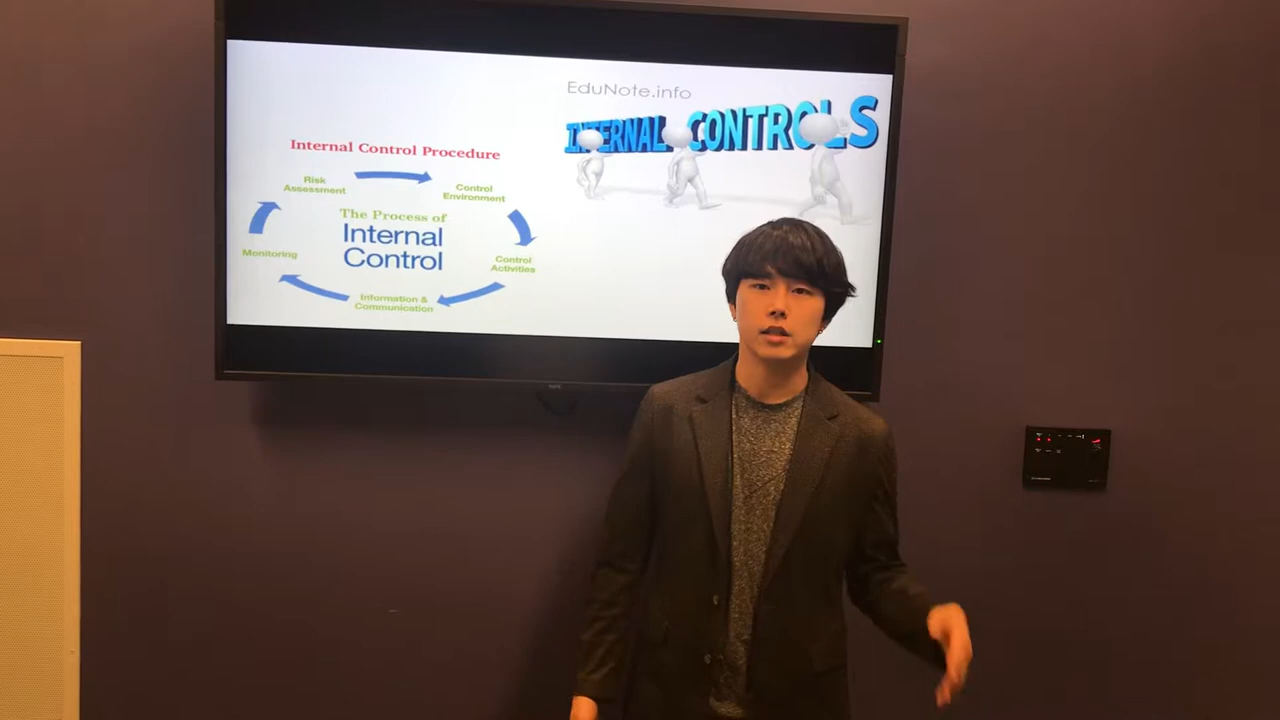 EduNote.info
INTERNAL CONTROLS
Internal Control Procedure
Risk
Assessment
Control
Environment
The Process of
Internal
Control
Monitoring
Control
Activities
Information &
Communication